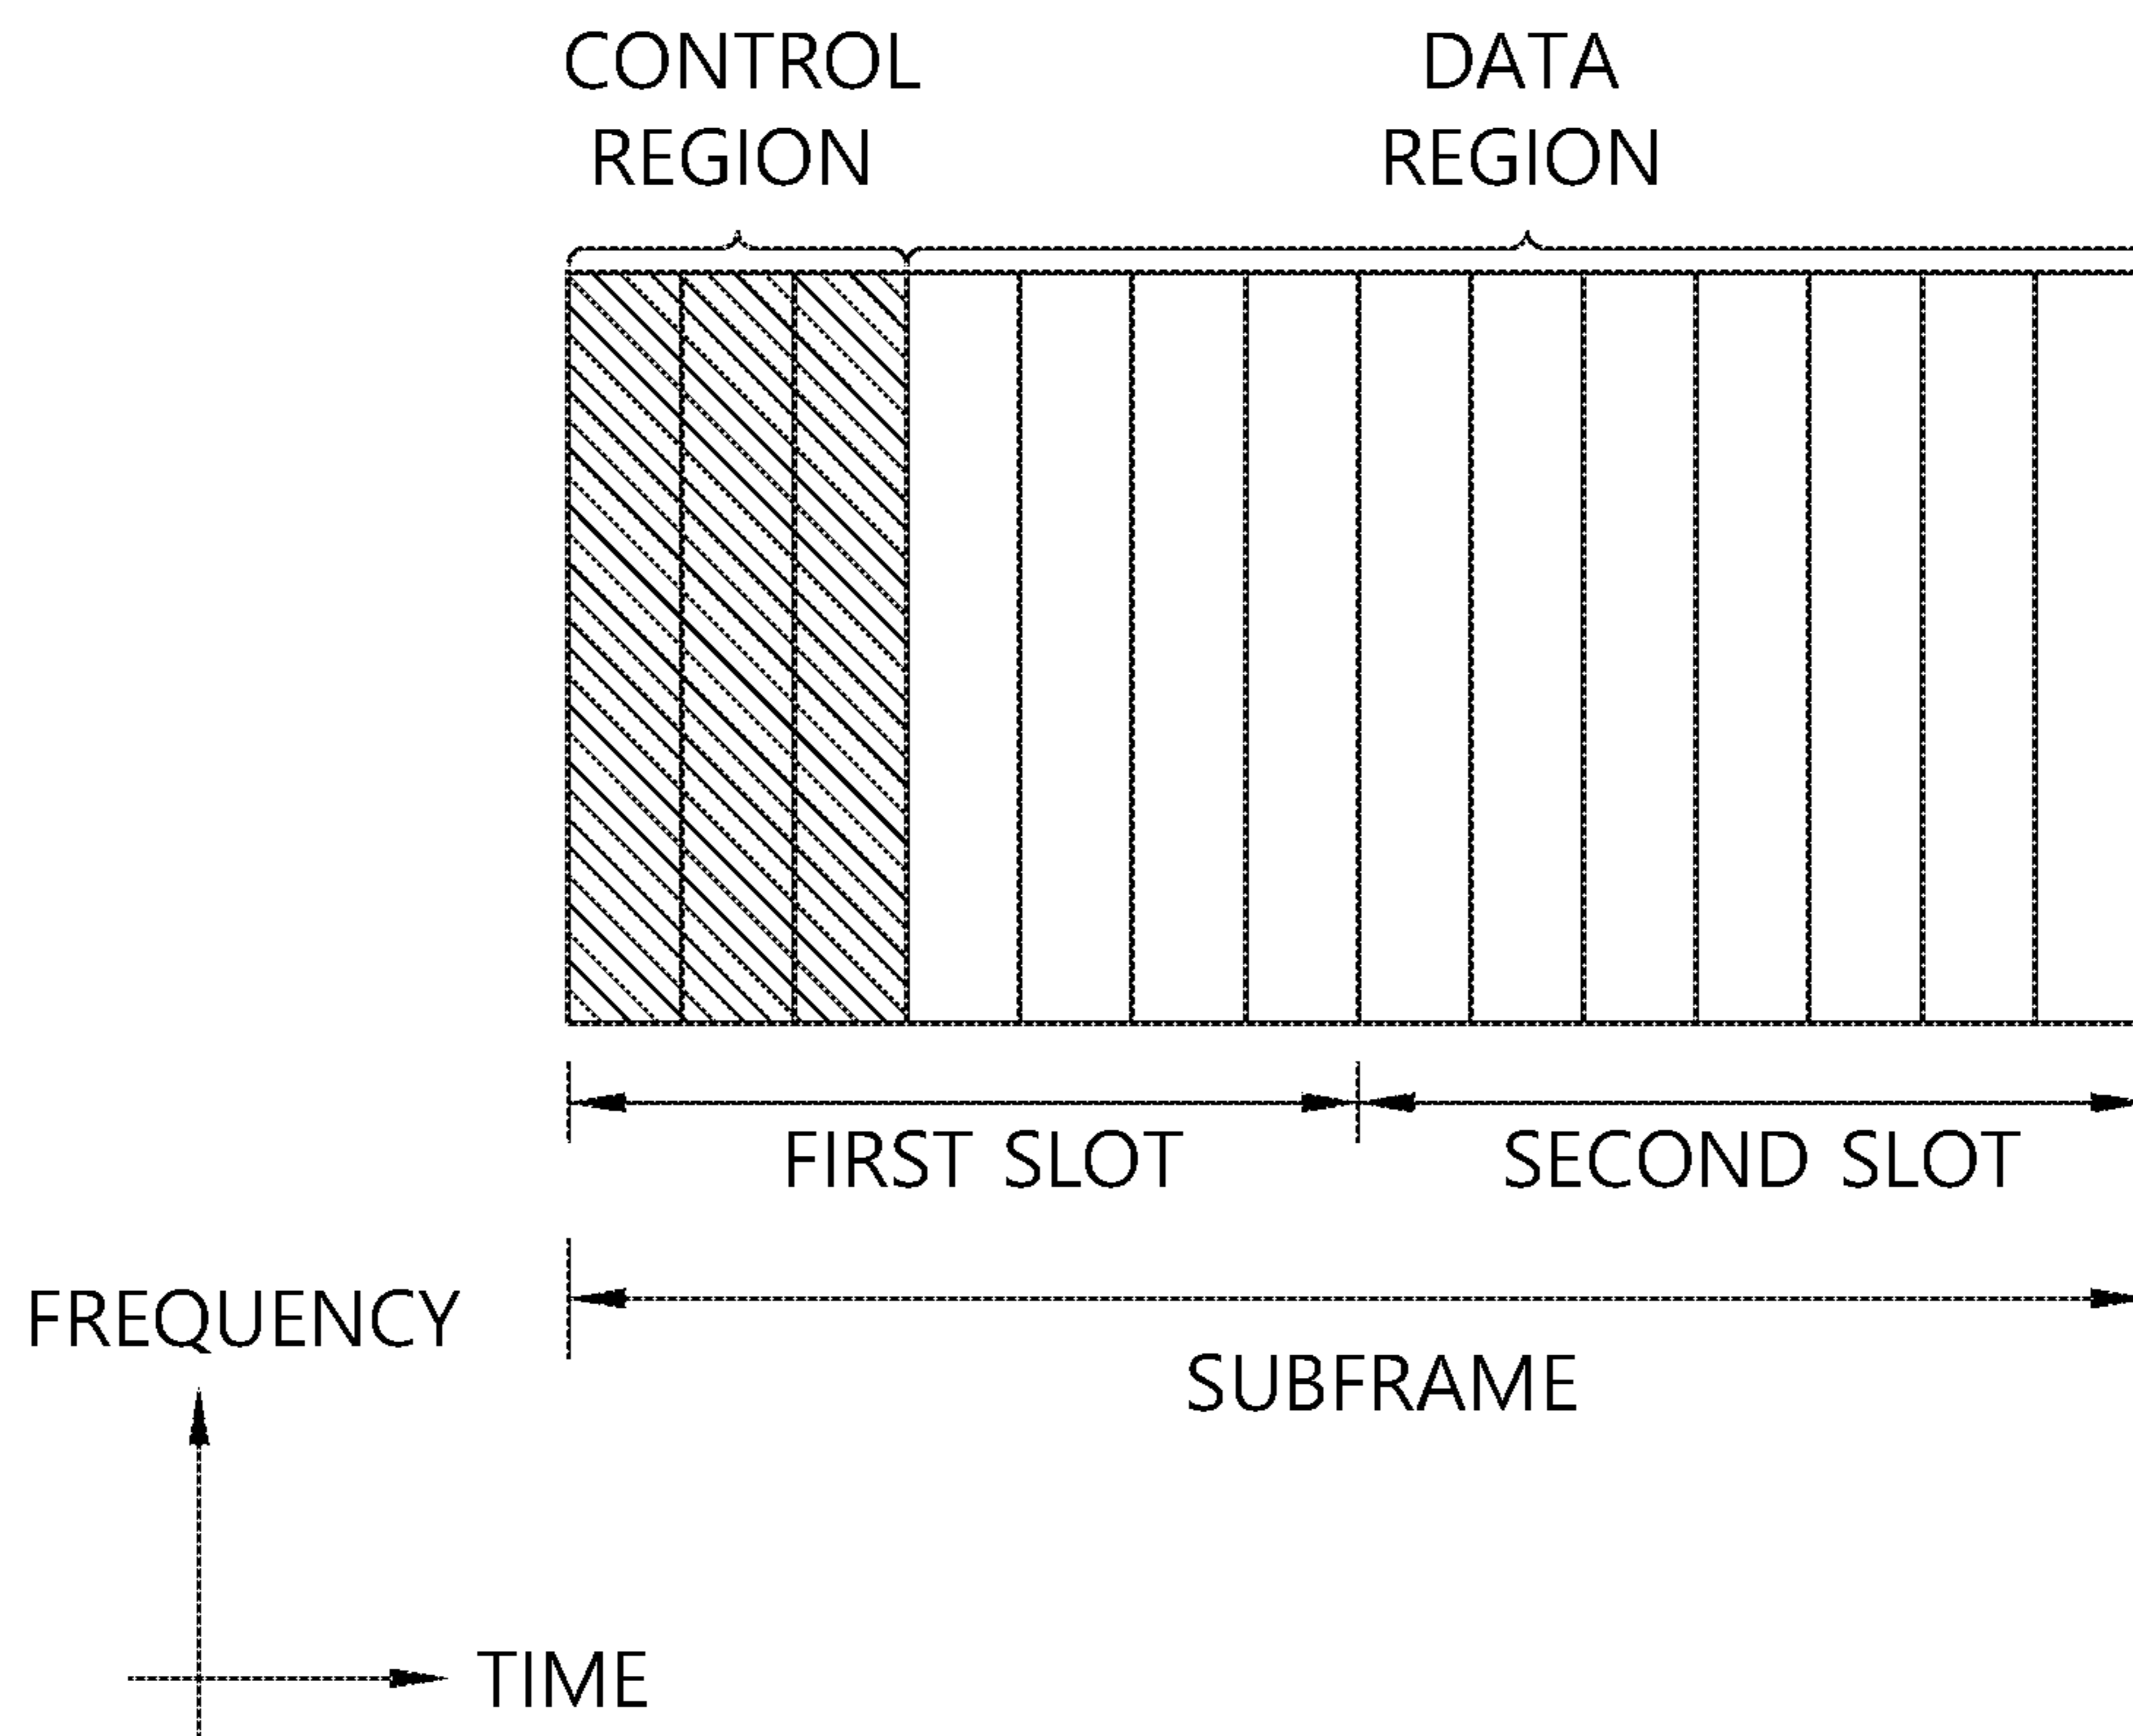 CONTROL
REGION
DATA
REGION
FIRST SLOT
SECOND SLOT
SUBFRAME
FREQUENCY
TIME